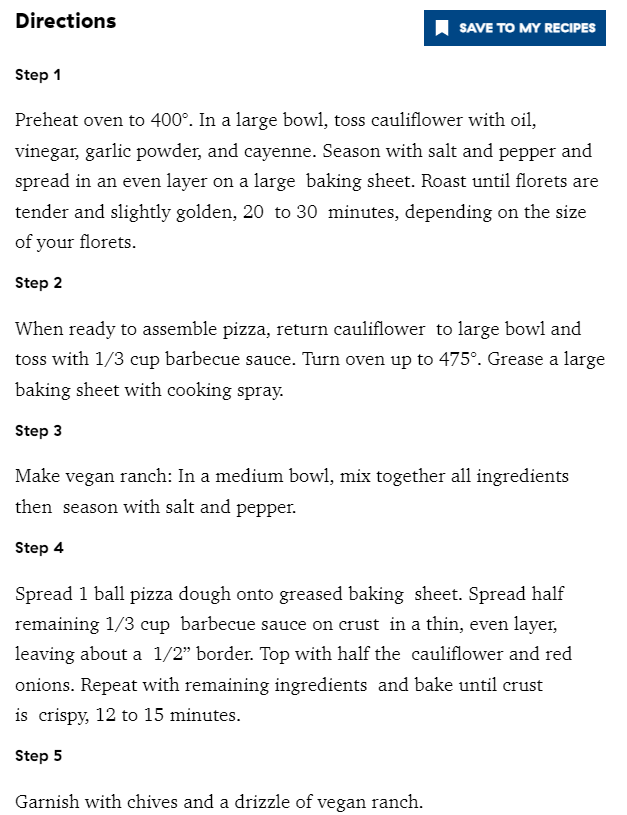 Directions
SAVE TO MY RECIPES
Step 1
Preheat oven to 400°. In a large bowl, toss cauliflower with oil,
vinegar, garlic powder, and cayenne. Season with salt and pepper and
spread in an even layer on a large baking sheet. Roast until florets are
tender and slightly golden, 20 to 30 minutes, depending on the size
of your florets.
Step 2
When ready to assemble pizza, return cauliflower to large bowl and
toss with 1/3 cup barbecue sauce. Turn oven up to 475°. Grease a large
baking sheet with cooking spray.
Step 3
Make vegan ranch: In a medium bowl, mix together all ingredients
then season with salt and pepper.
Step 4
Spread 1 ball pizza dough onto greased baking sheet. Spread half
remaining 1/3 cup barbecue sauce on crust in a thin, even layer,
leaving about a 1/2” border. Top with half the cauliflower and red
onions. Repeat with remaining ingredients and bake until crust
is crispy, 12 to 15 minutes.
Step 5
Garnish with chives and a drizzle of vegan ranch.